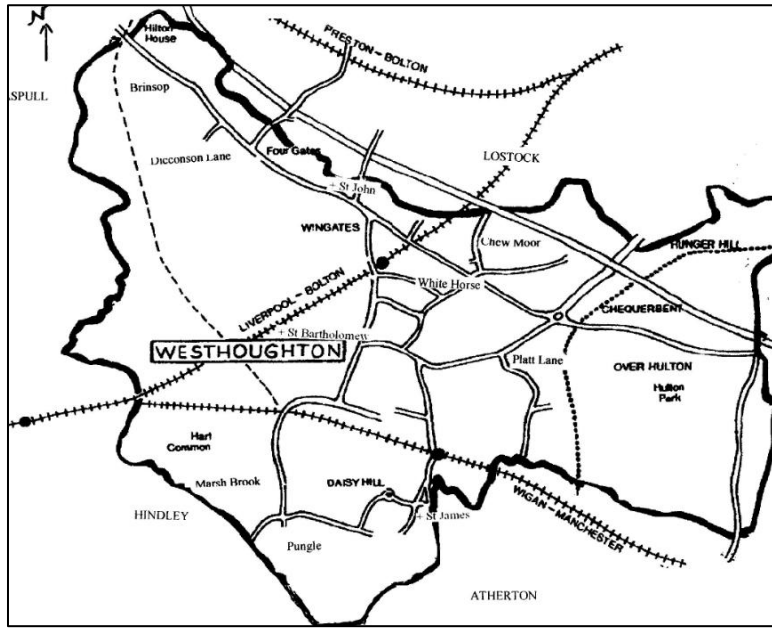 N
Hilton
House
PRESTON - BOLTON
ASPULL
Brinsop
LOSTOCK
Dicconson Lane
Four Gates
+ St John
WINGATES
Chew Moor
HUNGER HILL
White Horse
LIVERPOOL - BOLTON
CHEQUERBENT
+ St Bartholomew
WESTHOUGHTON
Platt Lane
OVER HULTON
Hulton
Park
Hart
Common
Marsh Brook
DAISY HILL
HINDLEY
+ St James
WIGAN - MANCHESTER
Pungle
ATHERTON